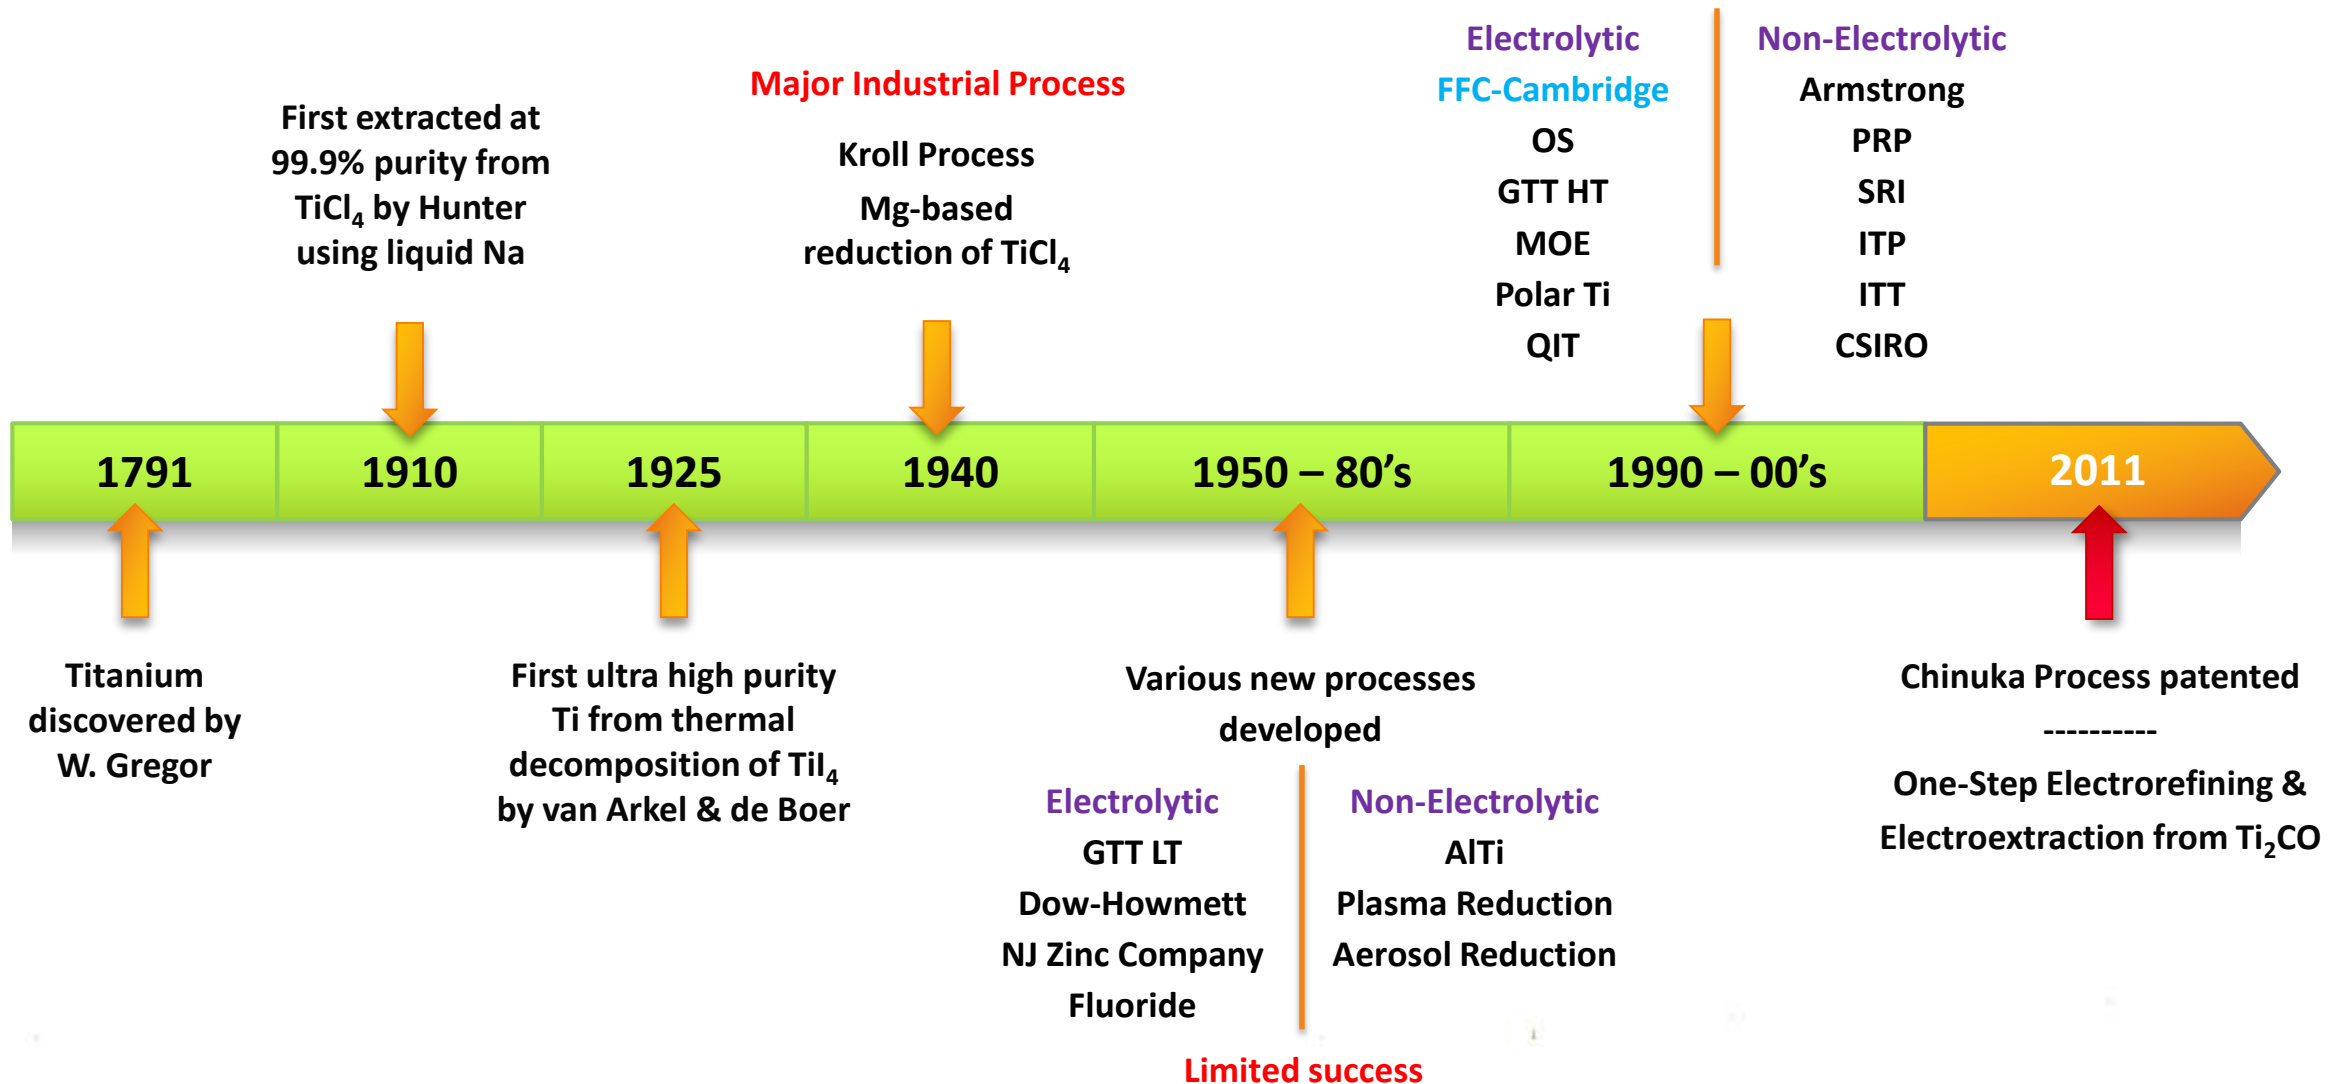 1791
Titanium
discovered by
W. Gregor
First extracted at
99.9% purity from
TiCl₄ by Hunter
using liquid Na
1910
1925
First ultra high purity
Ti from thermal
decomposition of TiI₄
by van Arkel & de Boer
Major Industrial Process
Kroll Process
Mg-based
reduction of TiCl₄
1940
1950 – 80’s
Various new processes
developed
Electrolytic
GTT LT
Dow-Howmett
NJ Zinc Company
Fluoride
Non-Electrolytic
AlTi
Plasma Reduction
Aerosol Reduction
Limited success
Electrolytic
FFC-Cambridge
OS
GTT HT
MOE
Polar Ti
QIT
Non-Electrolytic
Armstrong
PRP
SRI
ITP
ITT
CSIRO
1990 – 00’s
2011
Chinuka Process patented
----------
One-Step Electrorefining &
Electroextraction from Ti₂CO